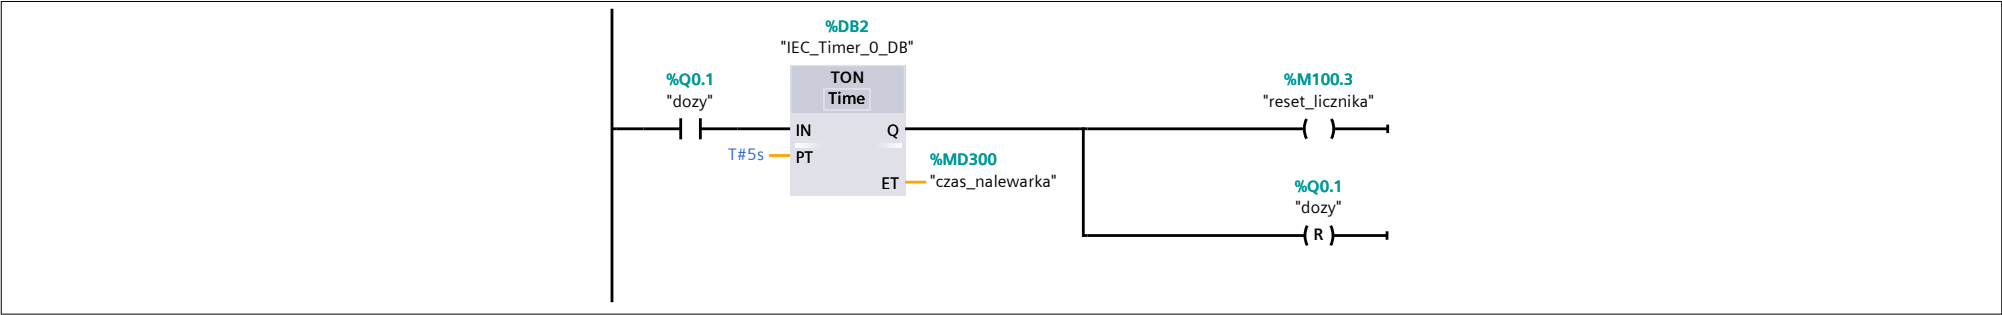 %DB2
"IEC_Timer_0_DB"
%Q0.1
"dozy"
TON
Time
%M100.3
"reset_licznika"
IN
Q
T#5s
PT
%MD300
ET
"czas_nalewarka"
%Q0.1
"dozy"
R